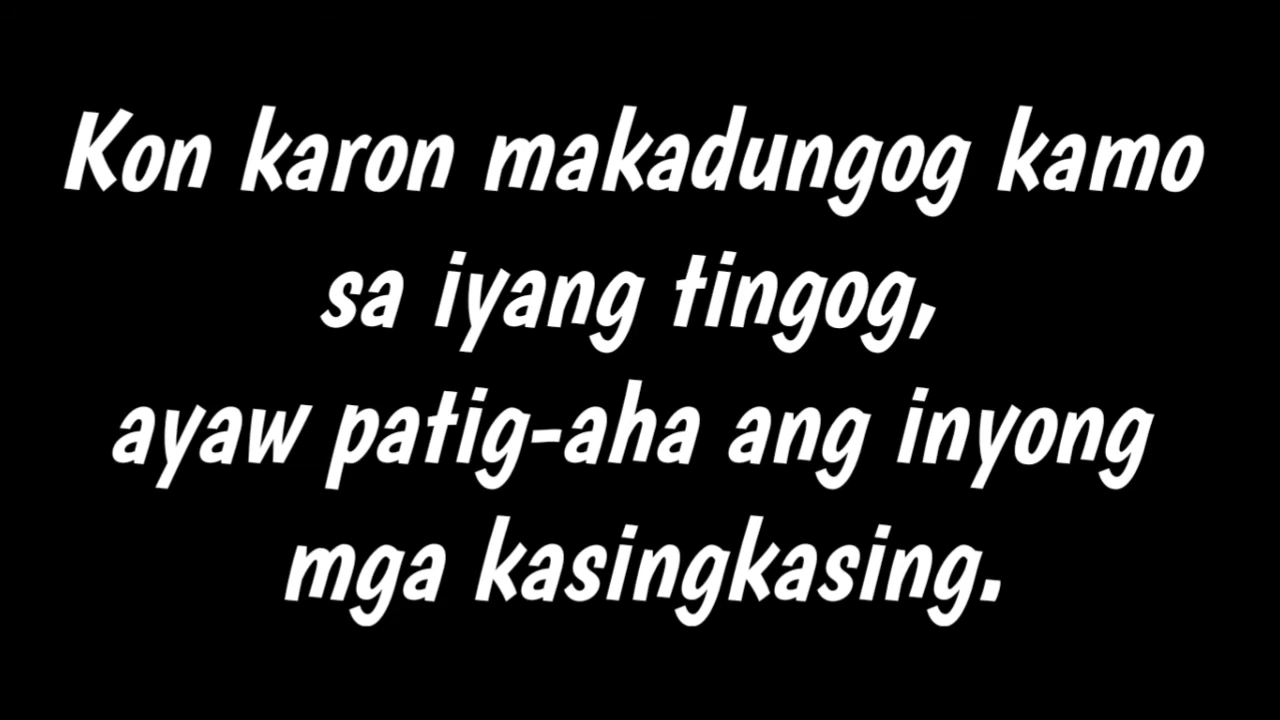 Kon karon makadungog kamo
sa iyang tingog,
ayaw patig-aha ang inyong
mga kasingkasing.